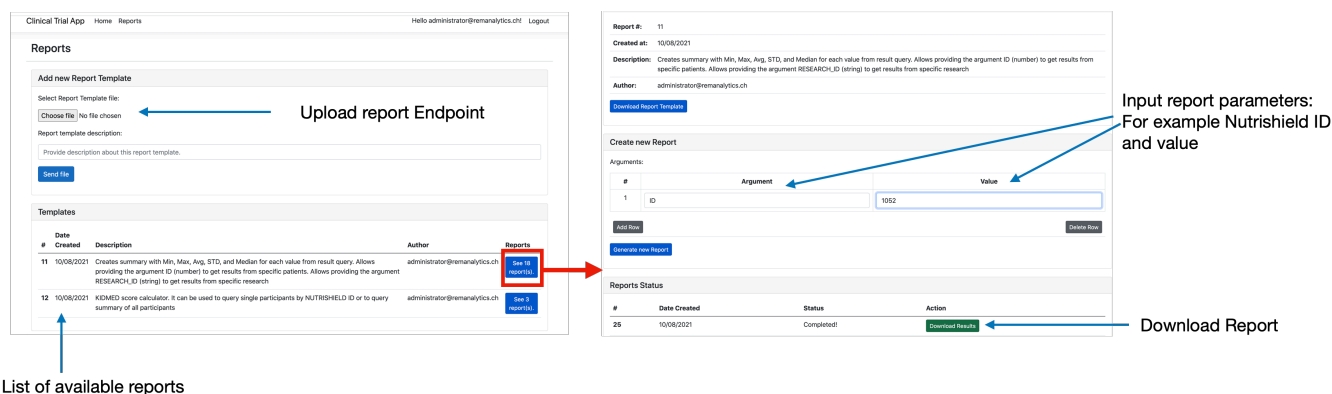 Clinical Trial App Home Reports Hello administrator@remanalytics.ch! Logout
Reports
Add new Report Template
Select Report Template file:
Choose file No file chosen
Upload report Endpoint
Report template description:
Provide description about this report template.
Send file
Templates
# Date Created Description Author Reports
11 10/08/2021 Creates summary with Min, Max, Avg, STD, and Median for each value from result query. Allows administrator@remanalytics.ch See 18
providing the argument ID (number) to get results from specific patients. Allows providing the argument report(s).
RESEARCH_ID (string) to get results from specific research
12 10/08/2021 KIDMED score calculator. It can be used to query single participants by NUTRISHIELD ID or to query administrator@remanalytics.ch See 3
summary of all participants report(s).
List of available reports
Report #: 11
Created at: 10/08/2021
Description: Creates summary with Min, Max, Avg, STD, and Median for each value from result query. Allows providing the argument ID (number) to get results from
specific patients. Allows providing the argument RESEARCH_ID (string) to get results from specific research
Author: administrator@remanalytics.ch
Download Report Template
Input report parameters:
For example Nutrishield ID
and value
Create new Report
Arguments:
# Argument Value
1 ID 1052
Add Row Delete Row
Generate new Report
Reports Status
# Date Created Status Action
25 10/08/2021 Completed! Download Results
Download Report